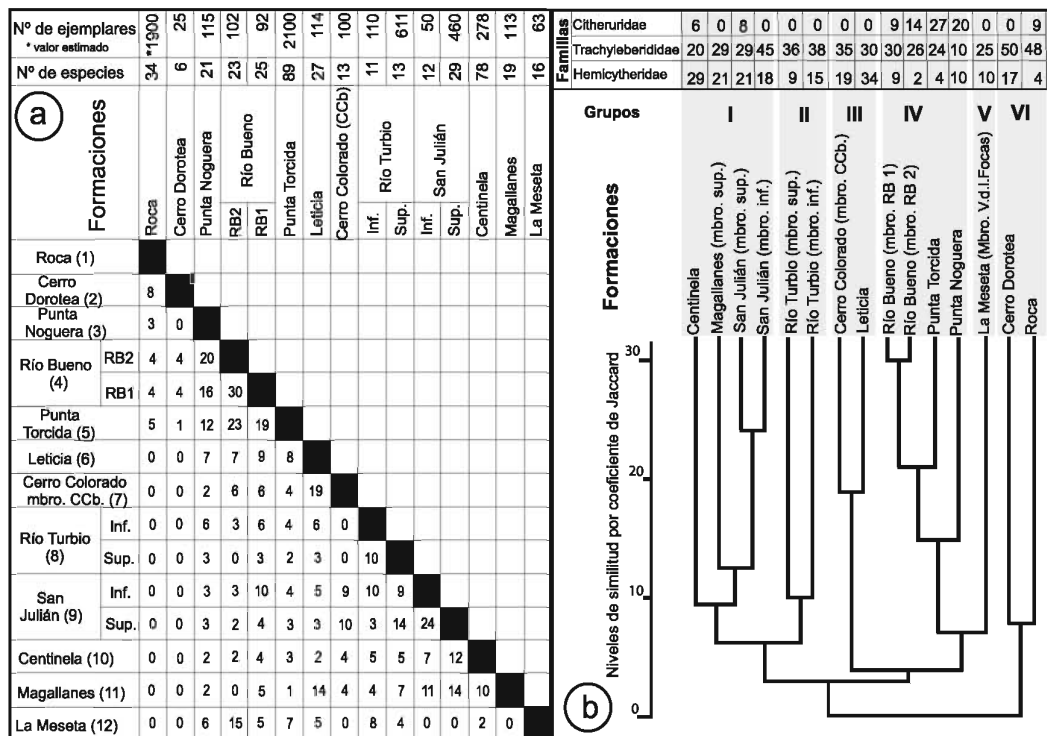 Nº de ejemplares *1900 25 115 102 92 2100 114 100 110 611 50 460 278 113 63
* valor estimado
Nº de especies 34 6 21 23 25 89 27 13 11 13 12 29 78 19 16
a
Formaciones
Roca
Cerro Dorotea
Punta Noguera
Río Bueno
RB2
RB1
Punta Torcida
Leticia
Cerro Colorado (CCb)
Río Turbio
Inf.
Sup.
San Julián
Inf.
Sup.
Centinela
Magallanes
La Meseta
Roca (1)
Cerro
Dorotea (2) 8
Punta
Noguera (3) 3 0
Río Bueno
(4)
RB2 4 4 20
RB1 4 4 16 30
Punta
Torcida (5) 5 1 12 23 19
Leticia (6) 0 0 7 7 9 8
Cerro Colorado
mbro. CCb. (7) 0 0 2 6 6 4 19
Río Turbio
(8)
Inf. 0 0 6 3 6 4 6 0
Sup. 0 0 3 0 3 2 3 0 10
San
Julián (9)
Inf. 0 0 3 3 10 4 5 9 10 9
Sup. 0 0 3 2 4 3 3 10 3 14 24
Centinela (10) 0 0 2 2 4 3 2 4 5 5 7 12
Magallanes (11) 0 0 2 0 5 1 14 4 4 7 11 14 10
La Meseta (12) 0 0 6 15 5 7 5 0 8 4 0 0 2 0
Familias
Citheruridae 6 0 8 0 0 0 0 0 9 14 27 20 0 0 9
TrachylebeRididae 20 29 29 45 36 38 35 30 30 26 24 10 25 50 48
Hemicytheridae 29 21 21 18 9 15 19 34 9 2 4 10 10 17 4
Grupos I II III IV V VI
Formaciones
Centinela
Magallanes (mbro. sup.)
San Julián (mbro. sup.)
San Julián (mbro. inf.)
Río Turbio (mbro. sup.)
Río Turbio (mbro. inf.)
Cerro Colorado (mbro. CCb.)
Leticia
Río Bueno (mbro. RB 1)
Río Bueno (mbro. RB 2)
Punta Torcida
Punta Noguera
La Meseta (Mbro. V.d.l.Focas)
Cerro Dorotea
Roca
Niveles de similitud por coeficiente de Jaccard
30
20
10
0
b